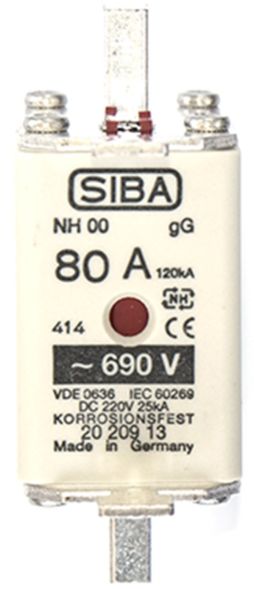 SIBA
NH 00 gG
80 A 120kA
NH
414 CE
~ 690 V
VDE 0636 IEC 60269
DC 220V 25kA
KORROSIONSFEST
20 209 13
Made in Germany